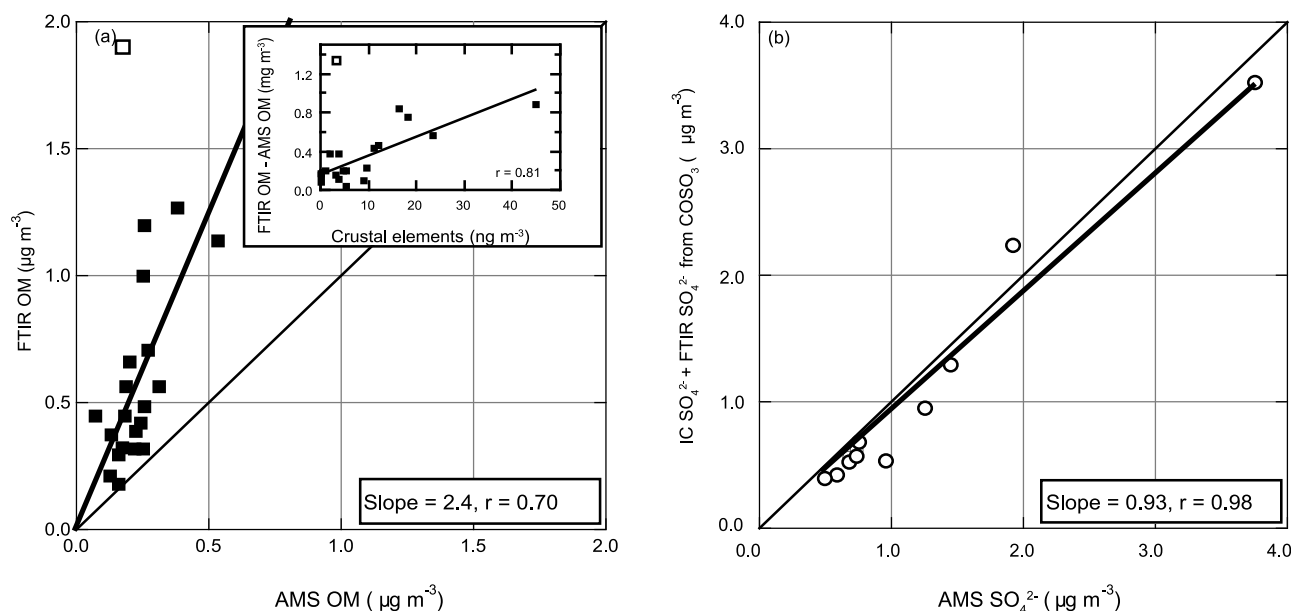 (a)
2.0
1.5
1.0
0.5
0.0
FTIR OM (µg m⁻³)
0.0 0.5 1.0 1.5 2.0
AMS OM ( µg m⁻³)
Slope = 2.4, r = 0.70
FTIR OM - AMS OM (mg m⁻³)
1.2
0.8
0.4
0.0
0 10 20 30 40 50
Crustal elements (ng m⁻³)
r = 0.81
(b)
4.0
3.0
2.0
1.0
0.0
IC SO₄²⁻ + FTIR SO₄²⁻ from COSO₃ ( µg m⁻³)
0.0 1.0 2.0 3.0 4.0
AMS SO₄²⁻ ( µg m⁻³)
Slope = 0.93, r = 0.98